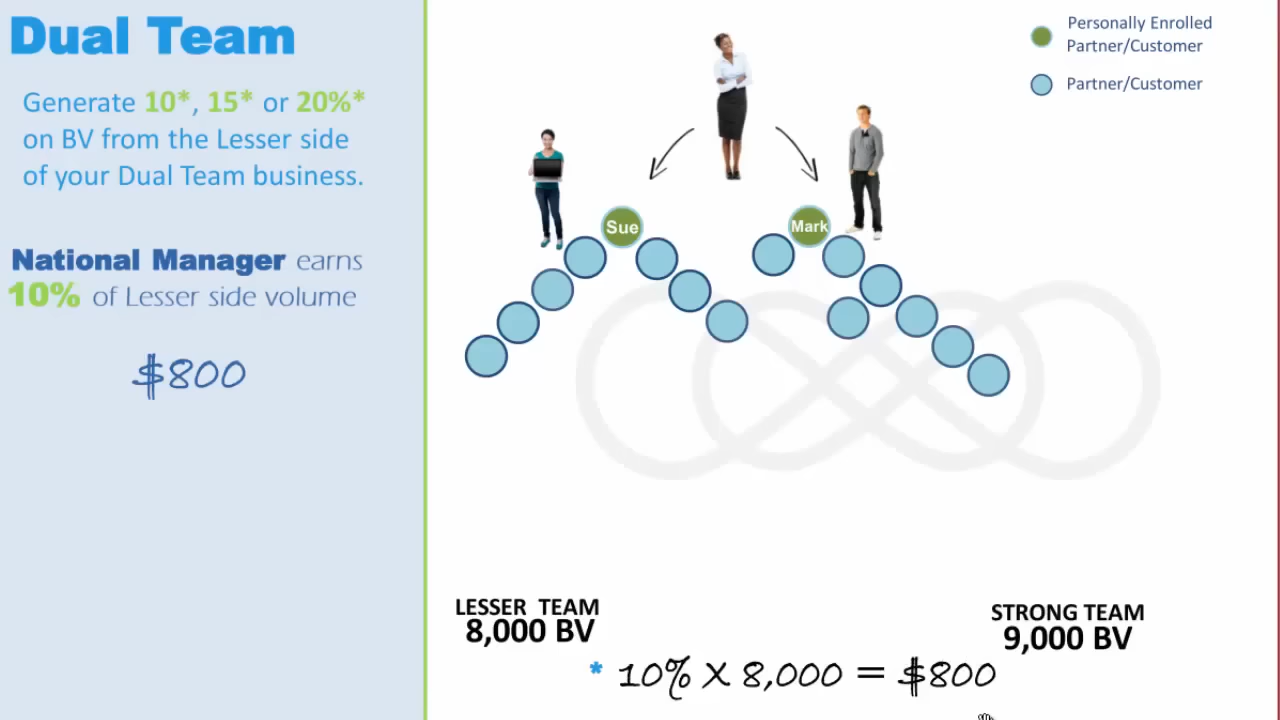 Dual Team
Generate 10*, 15* or 20%*
on BV from the Lesser side
of your Dual Team business.
National Manager earns
10% of Lesser side volume
$800
Personally Enrolled
Partner/Customer
Partner/Customer
Sue
Mark
LESSER TEAM
8,000 BV
STRONG TEAM
9,000 BV
* 10% X 8,000 = $800